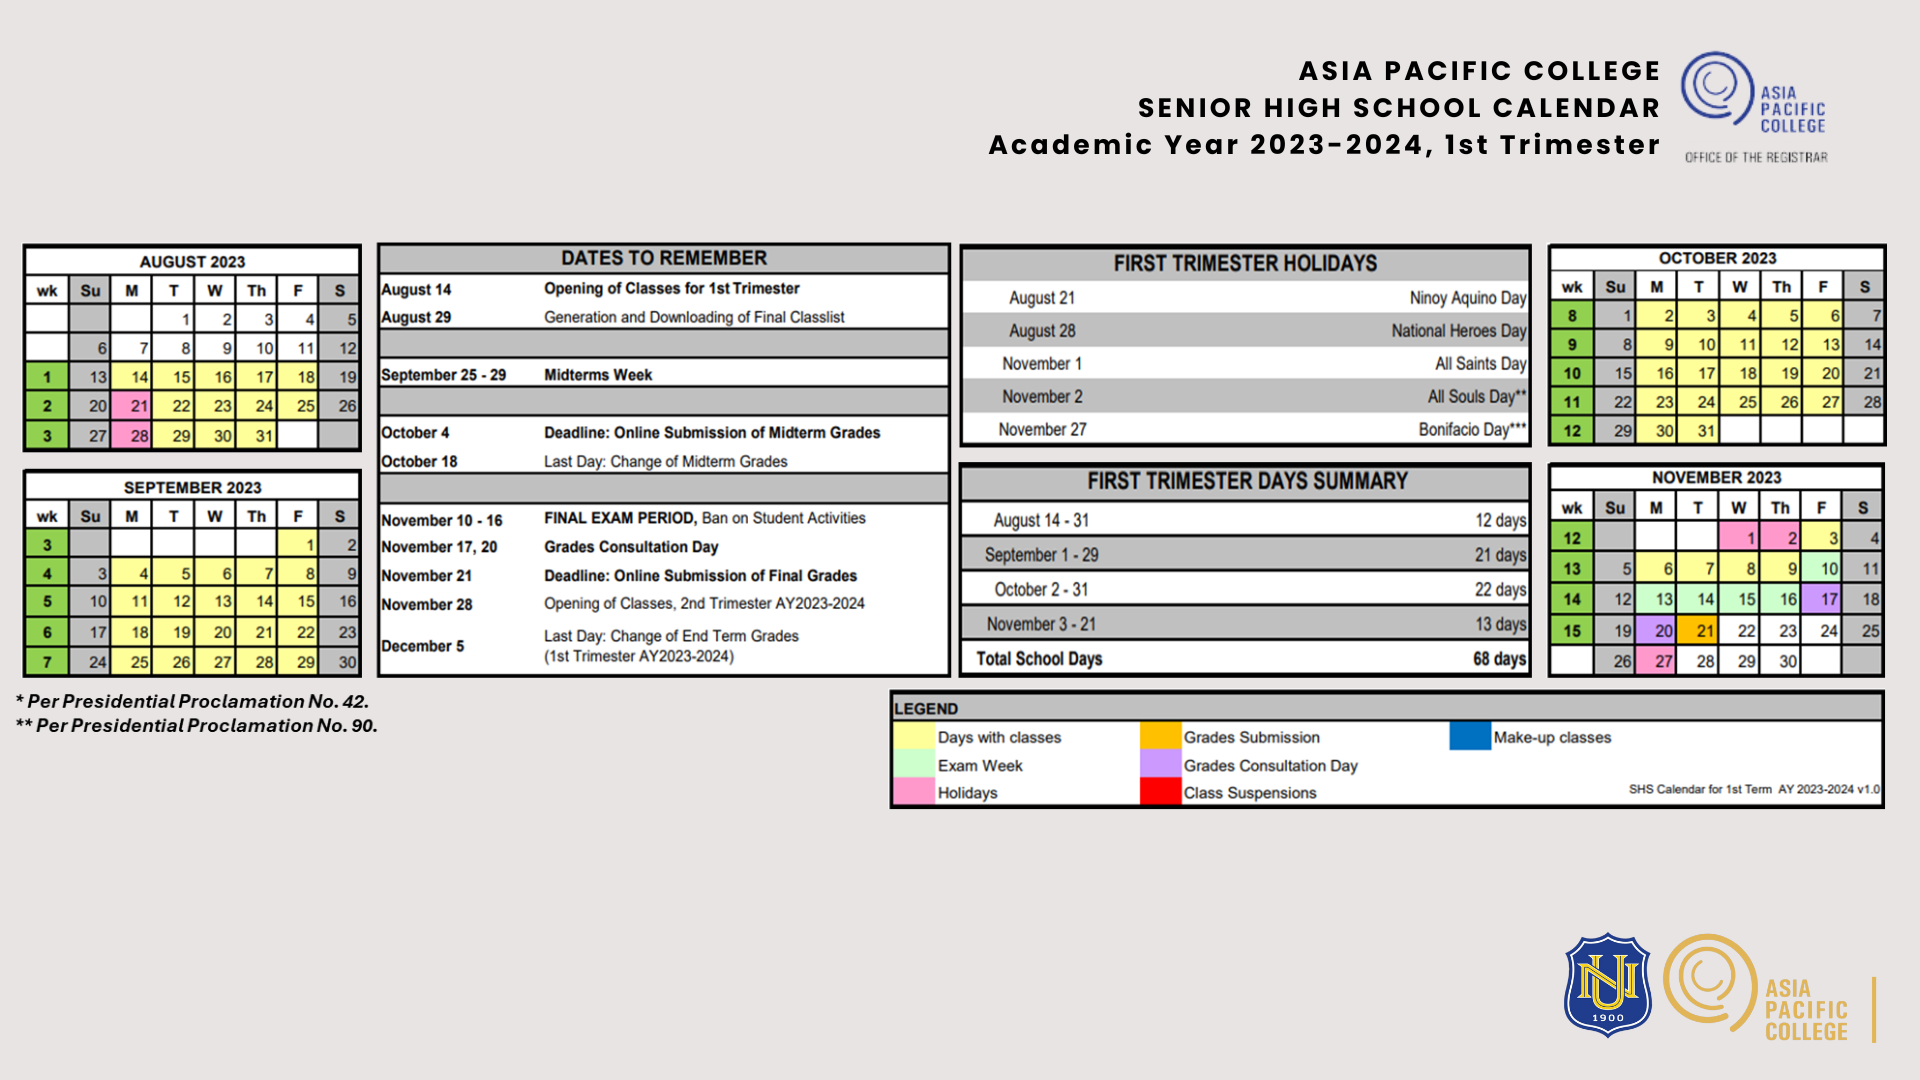 ASIA PACIFIC COLLEGE
SENIOR HIGH SCHOOL CALENDAR
Academic Year 2023-2024, 1st Trimester
ASIA
PACIFIC
COLLEGE
OFFICE OF THE REGISTRAR
AUGUST 2023
wk Su M T W Th F S
1 2 3 4 5
6 7 8 9 10 11 12
1 13 14 15 16 17 18 19
2 20 21 22 23 24 25 26
3 27 28 29 30 31
SEPTEMBER 2023
wk Su M T W Th F S
3 1 2
4 3 4 5 6 7 8 9
5 10 11 12 13 14 15 16
6 17 18 19 20 21 22 23
7 24 25 26 27 28 29 30
* Per Presidential Proclamation No. 42.
** Per Presidential Proclamation No. 90.
DATES TO REMEMBER
August 14 Opening of Classes for 1st Trimester
August 29 Generation and Downloading of Final Classlist
September 25 - 29 Midterms Week
October 4 Deadline: Online Submission of Midterm Grades
October 18 Last Day: Change of Midterm Grades
November 10 - 16 FINAL EXAM PERIOD, Ban on Student Activities
November 17, 20 Grades Consultation Day
November 21 Deadline: Online Submission of Final Grades
November 28 Opening of Classes, 2nd Trimester AY2023-2024
December 5 Last Day: Change of End Term Grades
(1st Trimester AY2023-2024)
FIRST TRIMESTER HOLIDAYS
August 21 Ninoy Aquino Day
August 28 National Heroes Day
November 1 All Saints Day
November 2 All Souls Day**
November 27 Bonifacio Day***
FIRST TRIMESTER DAYS SUMMARY
August 14 - 31 12 days
September 1 - 29 21 days
October 2 - 31 22 days
November 3 - 21 13 days
Total School Days 68 days
OCTOBER 2023
wk Su M T W Th F S
8 1 2 3 4 5 6 7
9 8 9 10 11 12 13 14
10 15 16 17 18 19 20 21
11 22 23 24 25 26 27 28
12 29 30 31
NOVEMBER 2023
wk Su M T W Th F S
12 1 2 3 4
13 5 6 7 8 9 10 11
14 12 13 14 15 16 17 18
15 19 20 21 22 23 24 25
26 27 28 29 30
LEGEND
Days with classes Grades Submission Make-up classes
Exam Week Grades Consultation Day
Holidays Class Suspensions
SHS Calendar for 1st Term AY 2023-2024 v1.0
NU
1900
ASIA
PACIFIC
COLLEGE